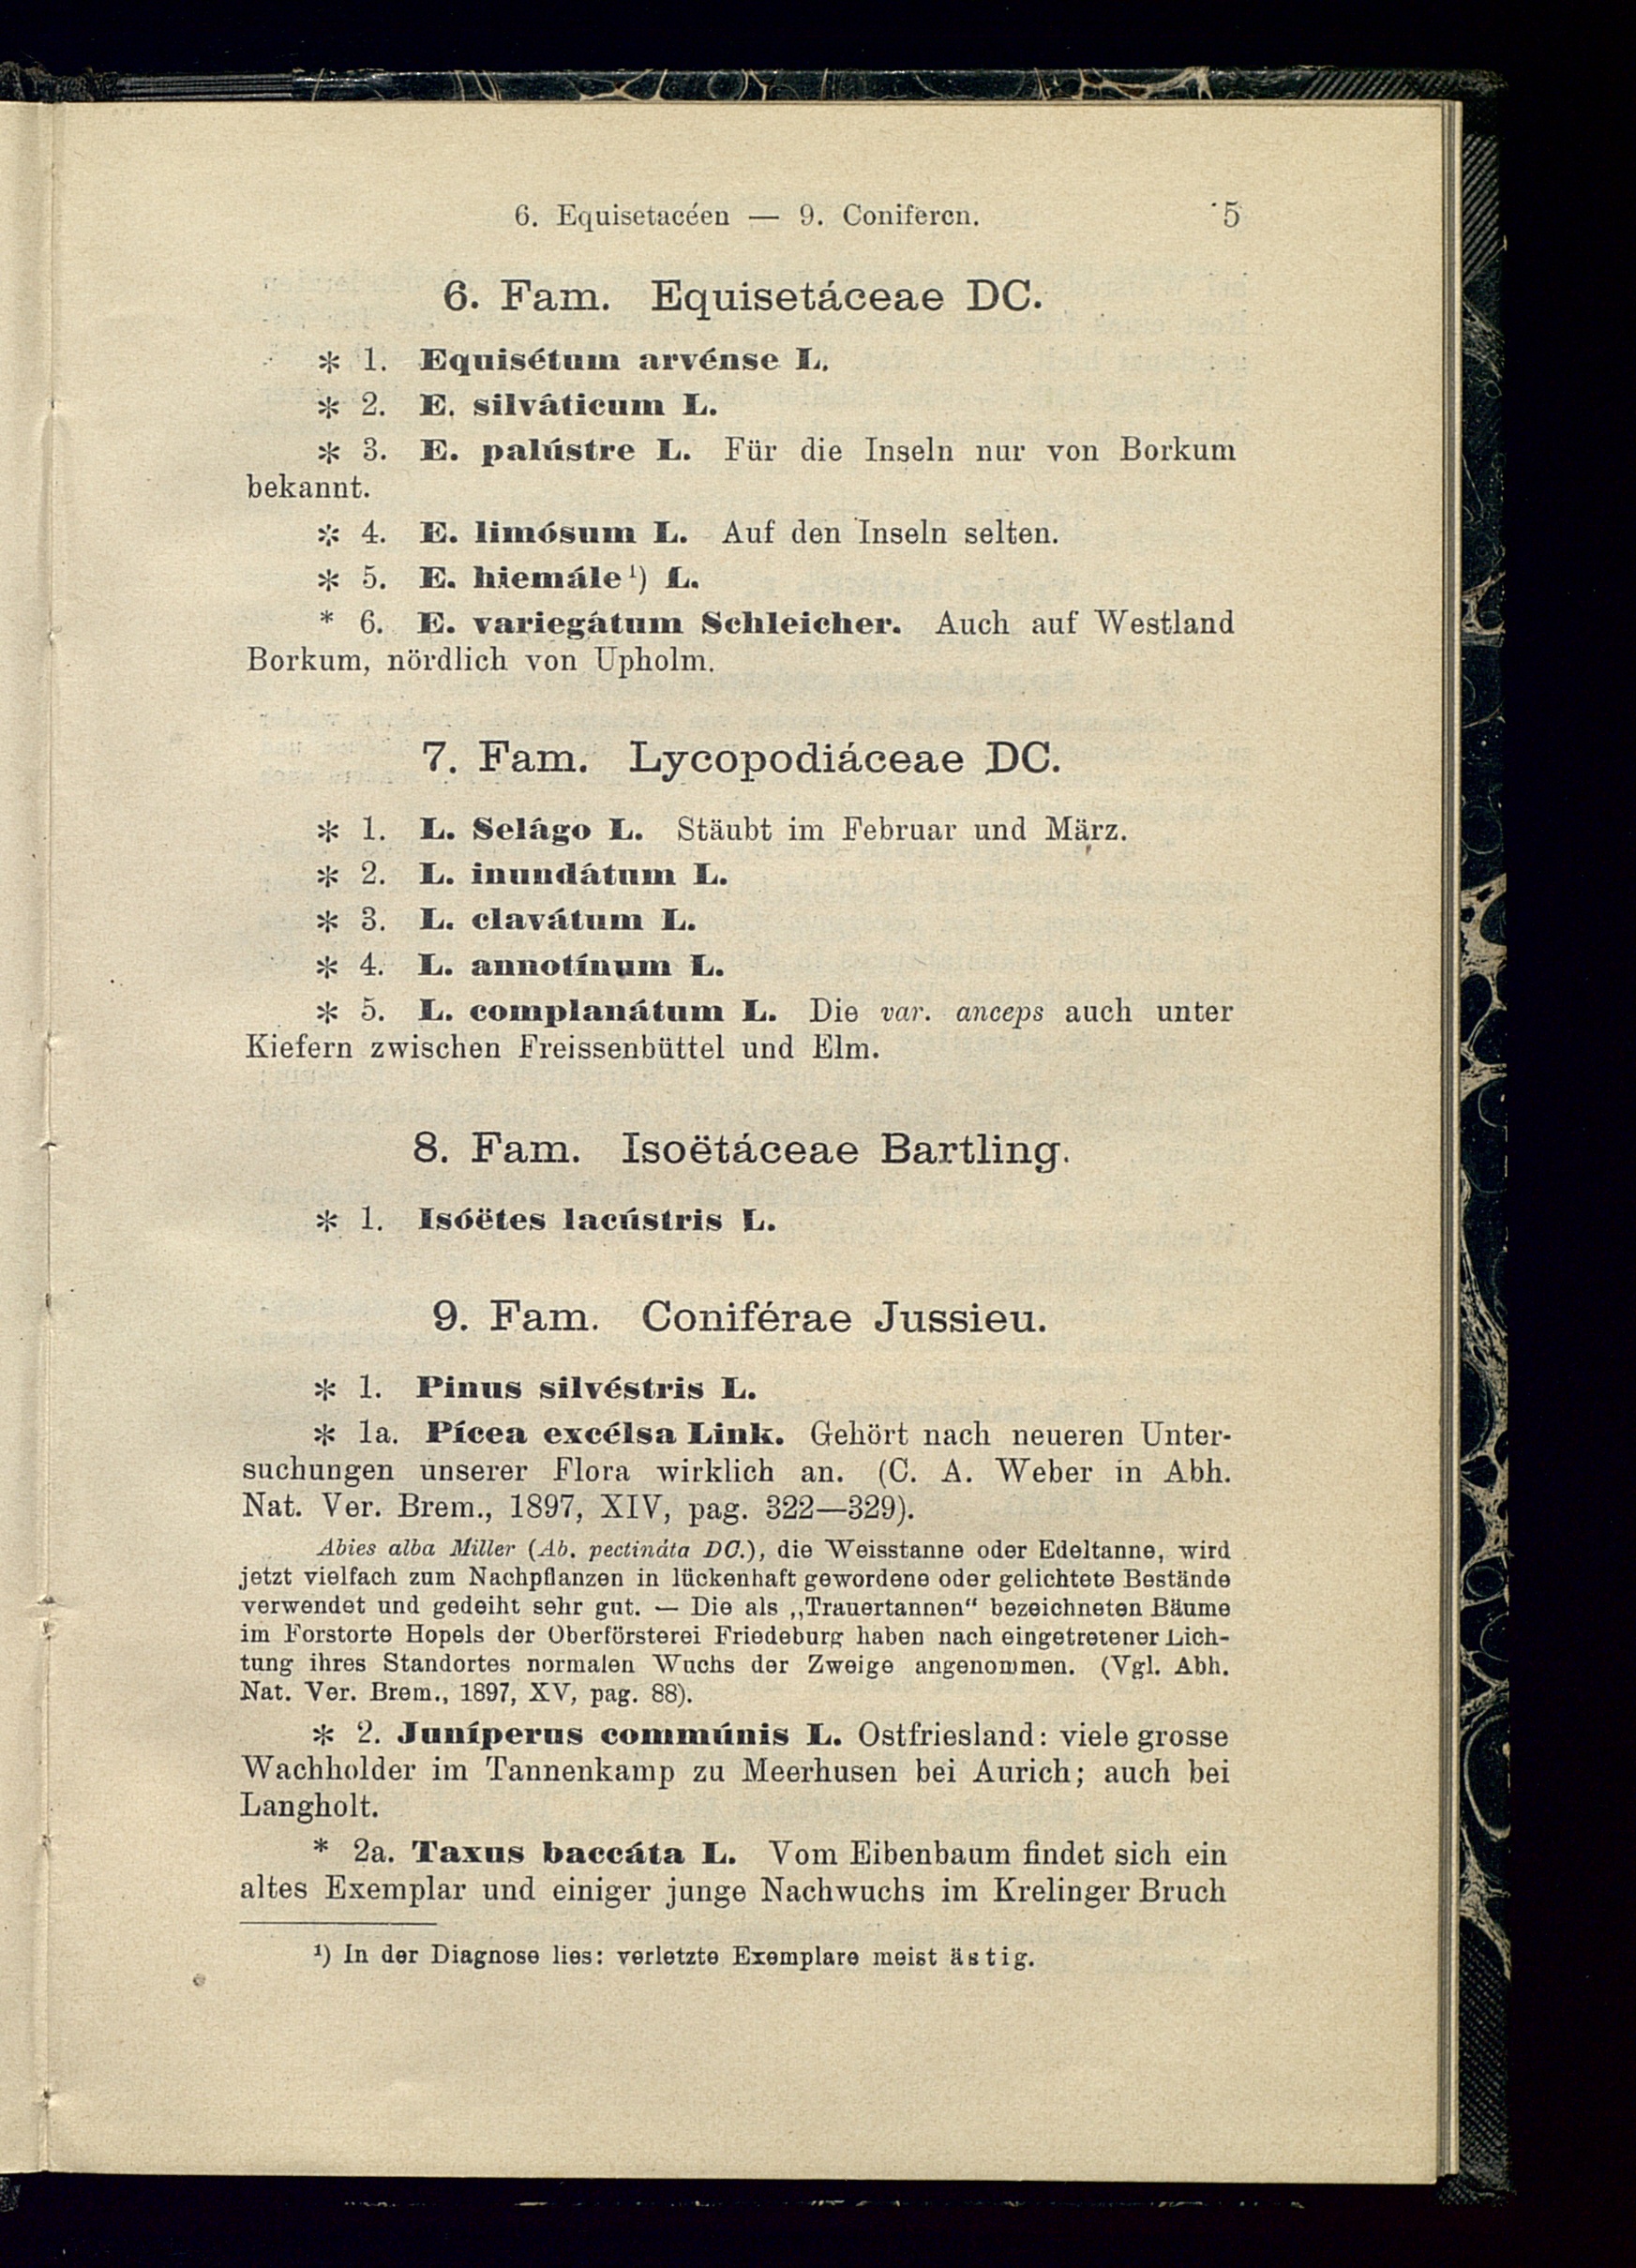 6. Equisetacéen — 9. Coniferen. 5
6. Fam. Equisetáceae DC.
* 1. Equisétum arvénse L.
* 2. E. silváticum L.
* 3. E. palústre L. Für die Inseln nur von Borkum
bekannt.
* 4. E. limósum L. Auf den Inseln selten.
* 5. E. hiemále¹) L.
* 6. E. variegátum Schleicher. Auch auf Westland
Borkum, nördlich von Upholm.
7. Fam. Lycopodiáceae DC.
* 1. L. Selágo L. Stäubt im Februar und März.
* 2. L. inundátum L.
* 3. L. clavátum L.
* 4. L. annotínum L.
* 5. L. complanátum L. Die var. anceps auch unter
Kiefern zwischen Freissenbüttel und Elm.
8. Fam. Isoëtáceae Bartling.
* 1. Isóëtes lacústris L.
9. Fam. Coniférae Jussieu.
* 1. Pinus silvéstris L.
* 1a. Pícea excélsa Link. Gehört nach neueren Unter-
suchungen unserer Flora wirklich an. (C. A. Weber in Abh.
Nat. Ver. Brem., 1897, XIV, pag. 322—329).
Abies alba Miller (Ab. pectináta DC.), die Weisstanne oder Edeltanne, wird
jetzt vielfach zum Nachpflanzen in lückenhaft gewordene oder gelichtete Bestände
verwendet und gedeiht sehr gut. — Die als „Trauertannen“ bezeichneten Bäume
im Forstorte Hopels der Oberförsterei Friedeburg haben nach eingetretener Lich-
tung ihres Standortes normalen Wuchs der Zweige angenommen. (Vgl. Abh.
Nat. Ver. Brem., 1897, XV, pag. 88).
* 2. Juníperus commúnis L. Ostfriesland: viele grosse
Wachholder im Tannenkamp zu Meerhusen bei Aurich; auch bei
Langholt.
* 2a. Taxus baccáta L. Vom Eibenbaum findet sich ein
altes Exemplar und einiger junge Nachwuchs im Krelinger Bruch
¹) In der Diagnose lies: verletzte Exemplare meist ästig.